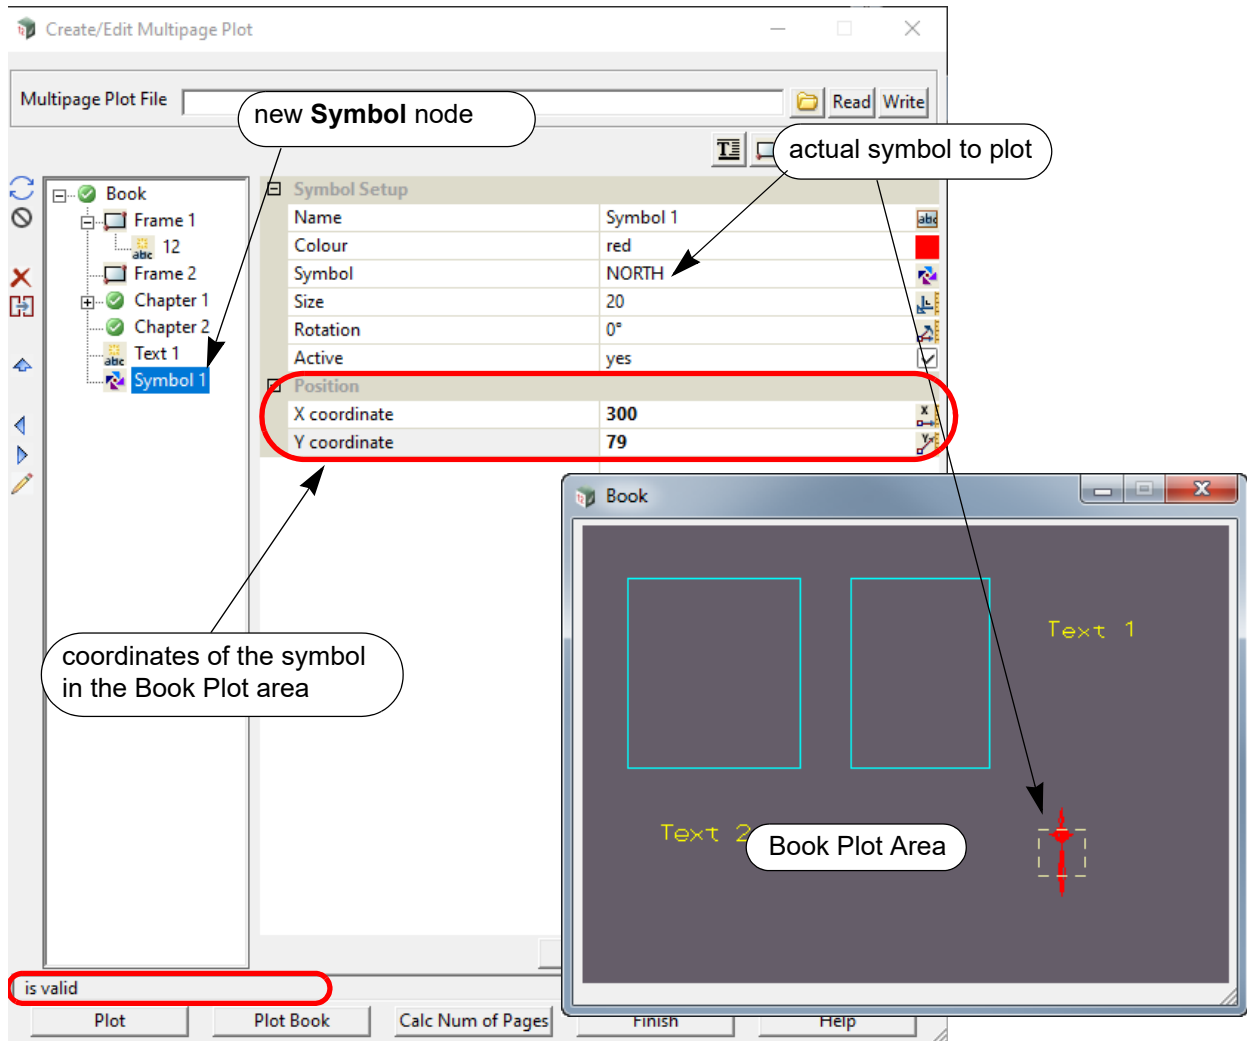 Create/Edit Multipage Plot
Multipage Plot File
Read
Write
new Symbol node
actual symbol to plot
Book
Frame 1
12
Frame 2
Chapter 1
Chapter 2
Text 1
Symbol 1
Symbol Setup
Name Symbol 1
Colour red
Symbol NORTH
Size 20
Rotation 0°
Active yes
Position
X coordinate 300
Y coordinate 79
coordinates of the symbol
in the Book Plot area
Book
Text 1
Text 2
Book Plot Area
is valid
Plot
Plot Book
Calc Num of Pages
Finish
Help